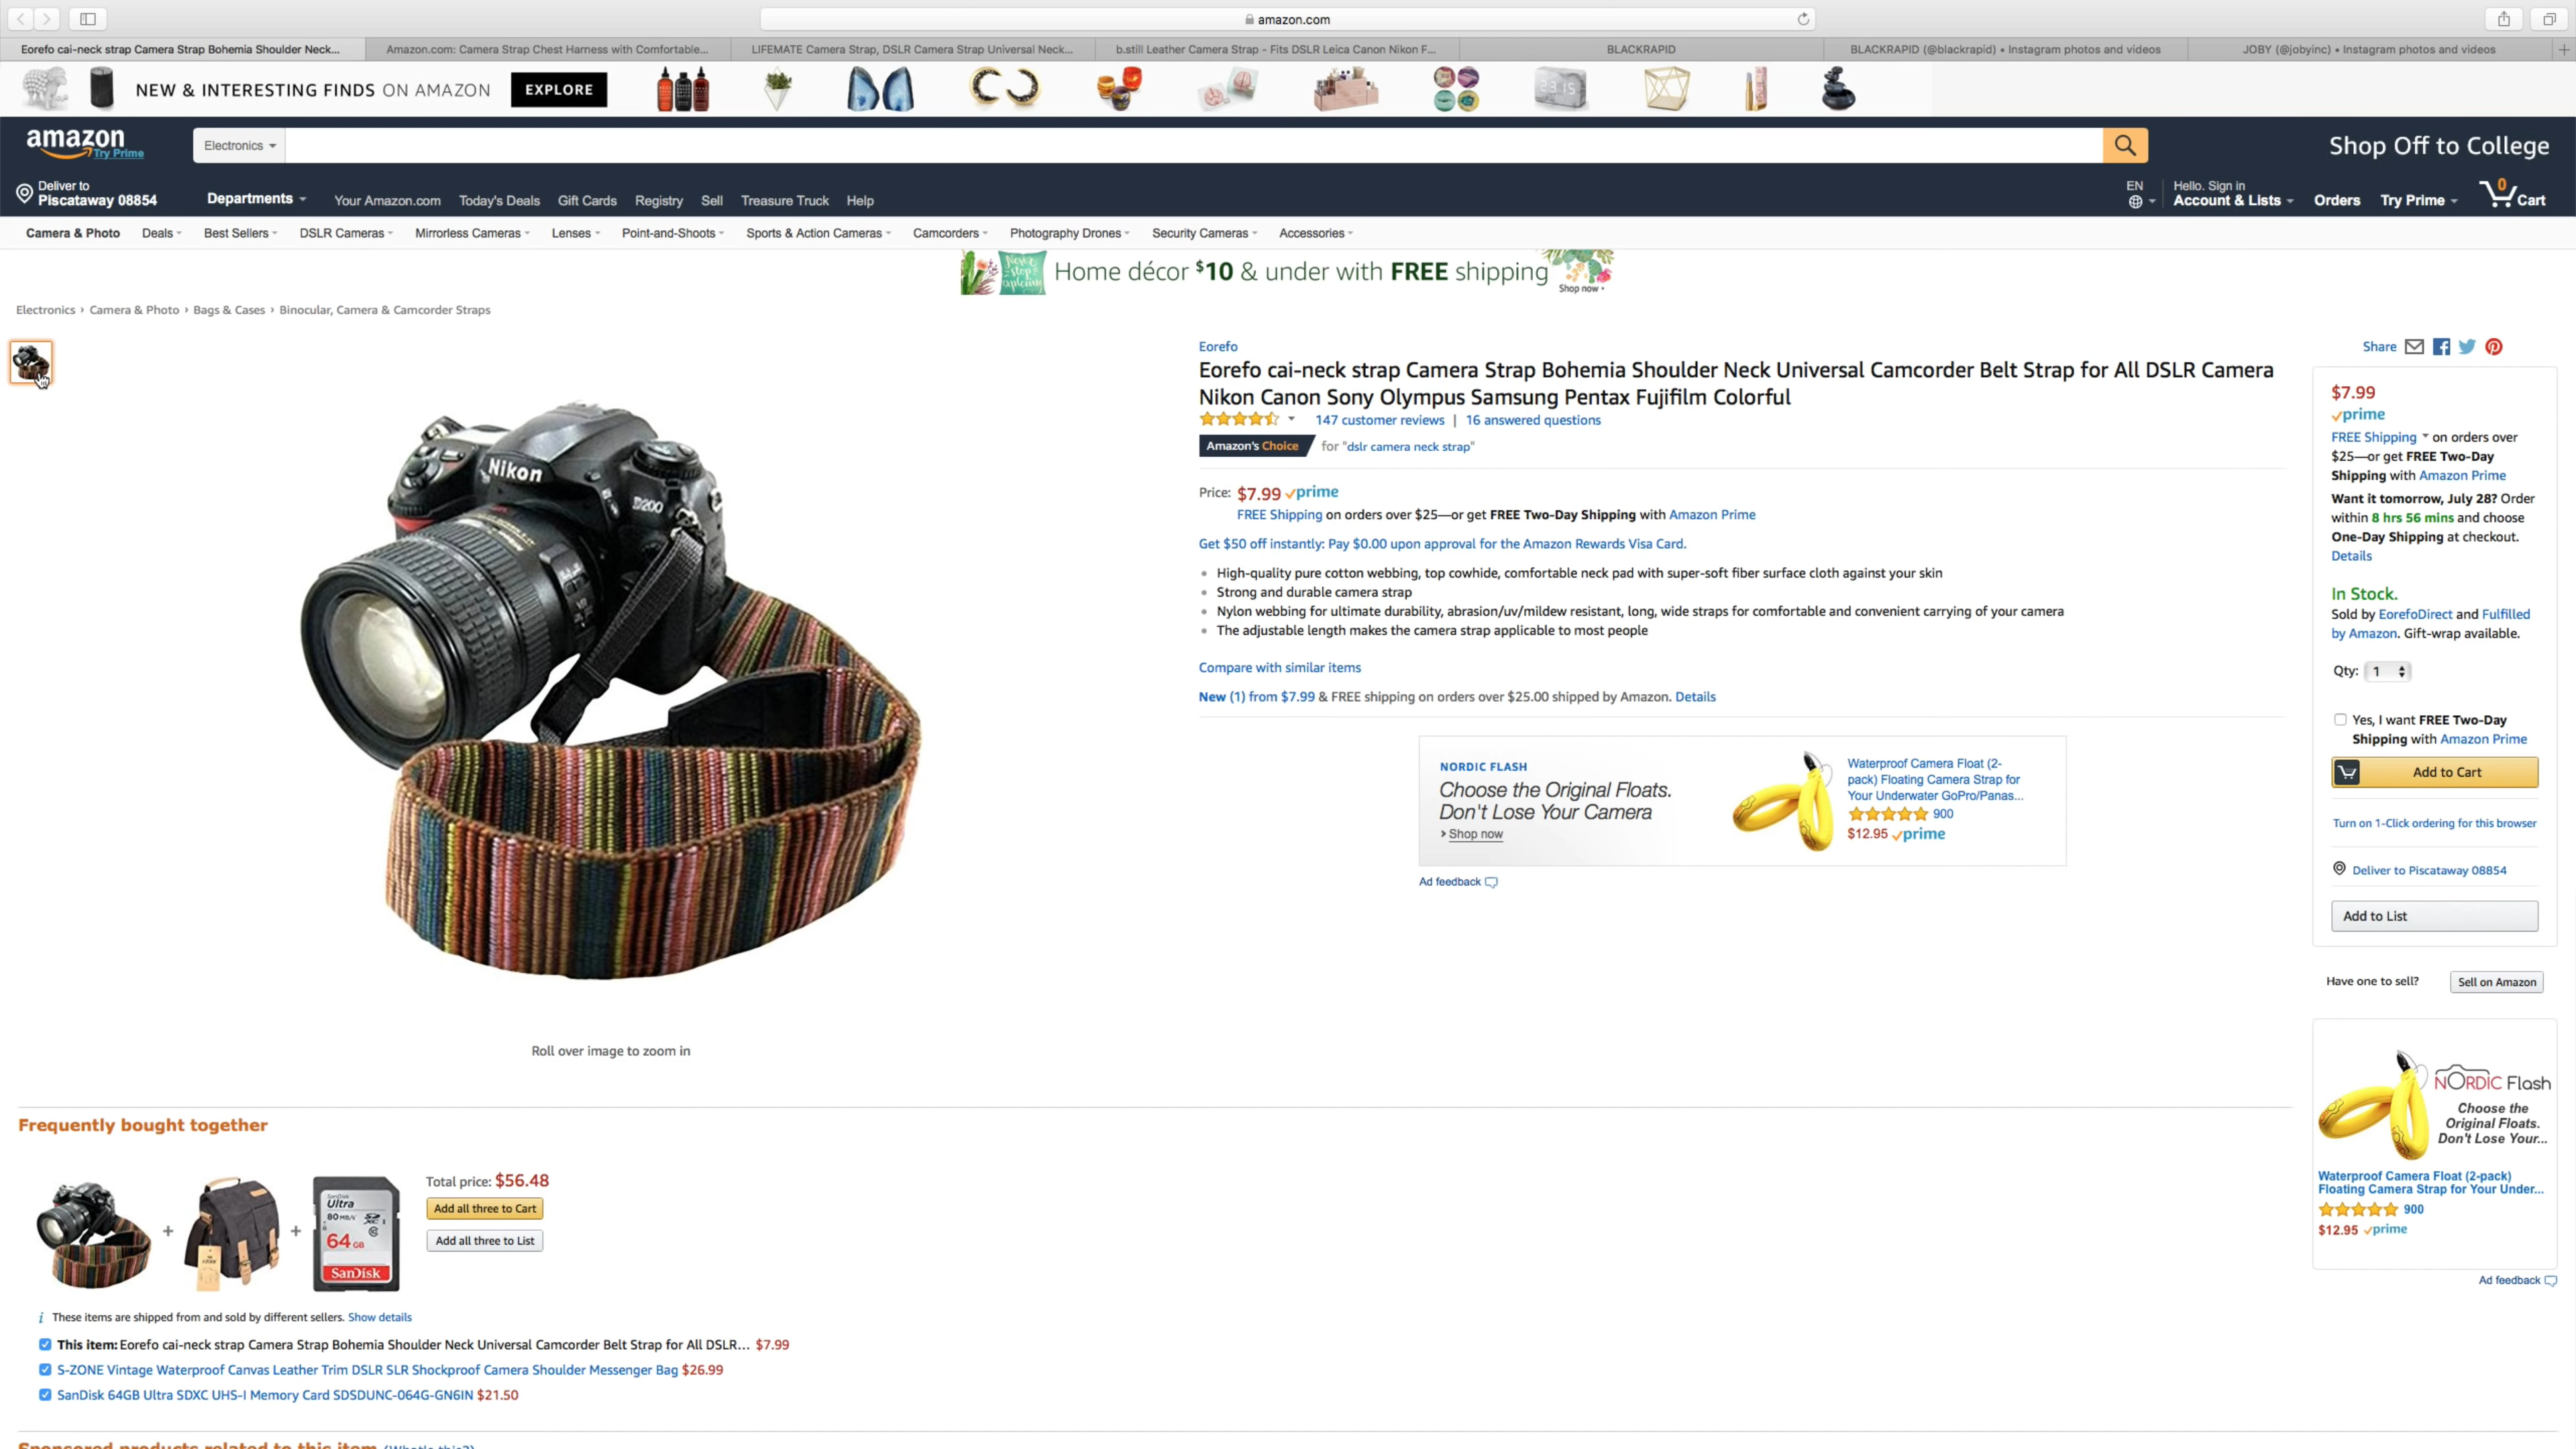 amazon.com
Eorefo cai-neck strap Camera Strap Bohemia Shoulder Neck...
Amazon.com: Camera Strap Chest Harness with Comfortable...
LIFEMATE Camera Strap, DSLR Camera Strap Universal Neck...
b.still Leather Camera Strap - Fits DSLR Leica Canon Nikon F...
BLACKRAPID
BLACKRAPID (@blackrapid) • Instagram photos and videos
JOBY (@jobyinc) • Instagram photos and videos
NEW & INTERESTING FINDS ON AMAZON EXPLORE
23:15
amazon
Try Prime
Electronics
Shop Off to College
Deliver to
Piscataway 08854
Departments
Your Amazon.com Today's Deals Gift Cards Registry Sell Treasure Truck Help
EN
Hello. Sign in
Account & Lists
Orders
Try Prime
0
Cart
Camera & Photo Deals Best Sellers DSLR Cameras Mirrorless Cameras Lenses Point-and-Shoots Sports & Action Cameras Camcorders Photography Drones Security Cameras Accessories
Home décor $10 & under with FREE shipping
Shop now ›
Electronics › Camera & Photo › Bags & Cases › Binocular, Camera & Camcorder Straps
Nikon
D200
Roll over image to zoom in
Eorefo
Eorefo cai-neck strap Camera Strap Bohemia Shoulder Neck Universal Camcorder Belt Strap for All DSLR Camera
Nikon Canon Sony Olympus Samsung Pentax Fujifilm Colorful
147 customer reviews | 16 answered questions
Amazon's Choice for "dslr camera neck strap"
Price: $7.99 prime
FREE Shipping on orders over $25—or get FREE Two-Day Shipping with Amazon Prime
Get $50 off instantly: Pay $0.00 upon approval for the Amazon Rewards Visa Card.
High-quality pure cotton webbing, top cowhide, comfortable neck pad with super-soft fiber surface cloth against your skin
Strong and durable camera strap
Nylon webbing for ultimate durability, abrasion/uv/mildew resistant, long, wide straps for comfortable and convenient carrying of your camera
The adjustable length makes the camera strap applicable to most people
Compare with similar items
New (1) from $7.99 & FREE shipping on orders over $25.00 shipped by Amazon. Details
NORDIC FLASH
Choose the Original Floats.
Don't Lose Your Camera
› Shop now
Waterproof Camera Float (2-
pack) Floating Camera Strap for
Your Underwater GoPro/Panas...
900
$12.95 prime
Ad feedback
Share
$7.99
prime
FREE Shipping on orders over
$25—or get FREE Two-Day
Shipping with Amazon Prime
Want it tomorrow, July 28? Order
within 8 hrs 56 mins and choose
One-Day Shipping at checkout.
Details
In Stock.
Sold by EorefoDirect and Fulfilled
by Amazon. Gift-wrap available.
Qty: 1
Yes, I want FREE Two-Day
Shipping with Amazon Prime
Add to Cart
Turn on 1-Click ordering for this browser
Deliver to Piscataway 08854
Add to List
Have one to sell? Sell on Amazon
NORDIC Flash
Choose the
Original Floats.
Don't Lose Your...
Waterproof Camera Float (2-pack)
Floating Camera Strap for Your Under...
900
$12.95 prime
Ad feedback
Frequently bought together
+ +
SanDisk
Ultra
80 MB/s
64 GB
SanDisk
Total price: $56.48
Add all three to Cart
Add all three to List
i These items are shipped from and sold by different sellers. Show details
This item: Eorefo cai-neck strap Camera Strap Bohemia Shoulder Neck Universal Camcorder Belt Strap for All DSLR... $7.99
S-ZONE Vintage Waterproof Canvas Leather Trim DSLR SLR Shockproof Camera Shoulder Messenger Bag $26.99
SanDisk 64GB Ultra SDXC UHS-I Memory Card SDSDUNC-064G-GN6IN $21.50
Sponsored products related to this item (What's this?)